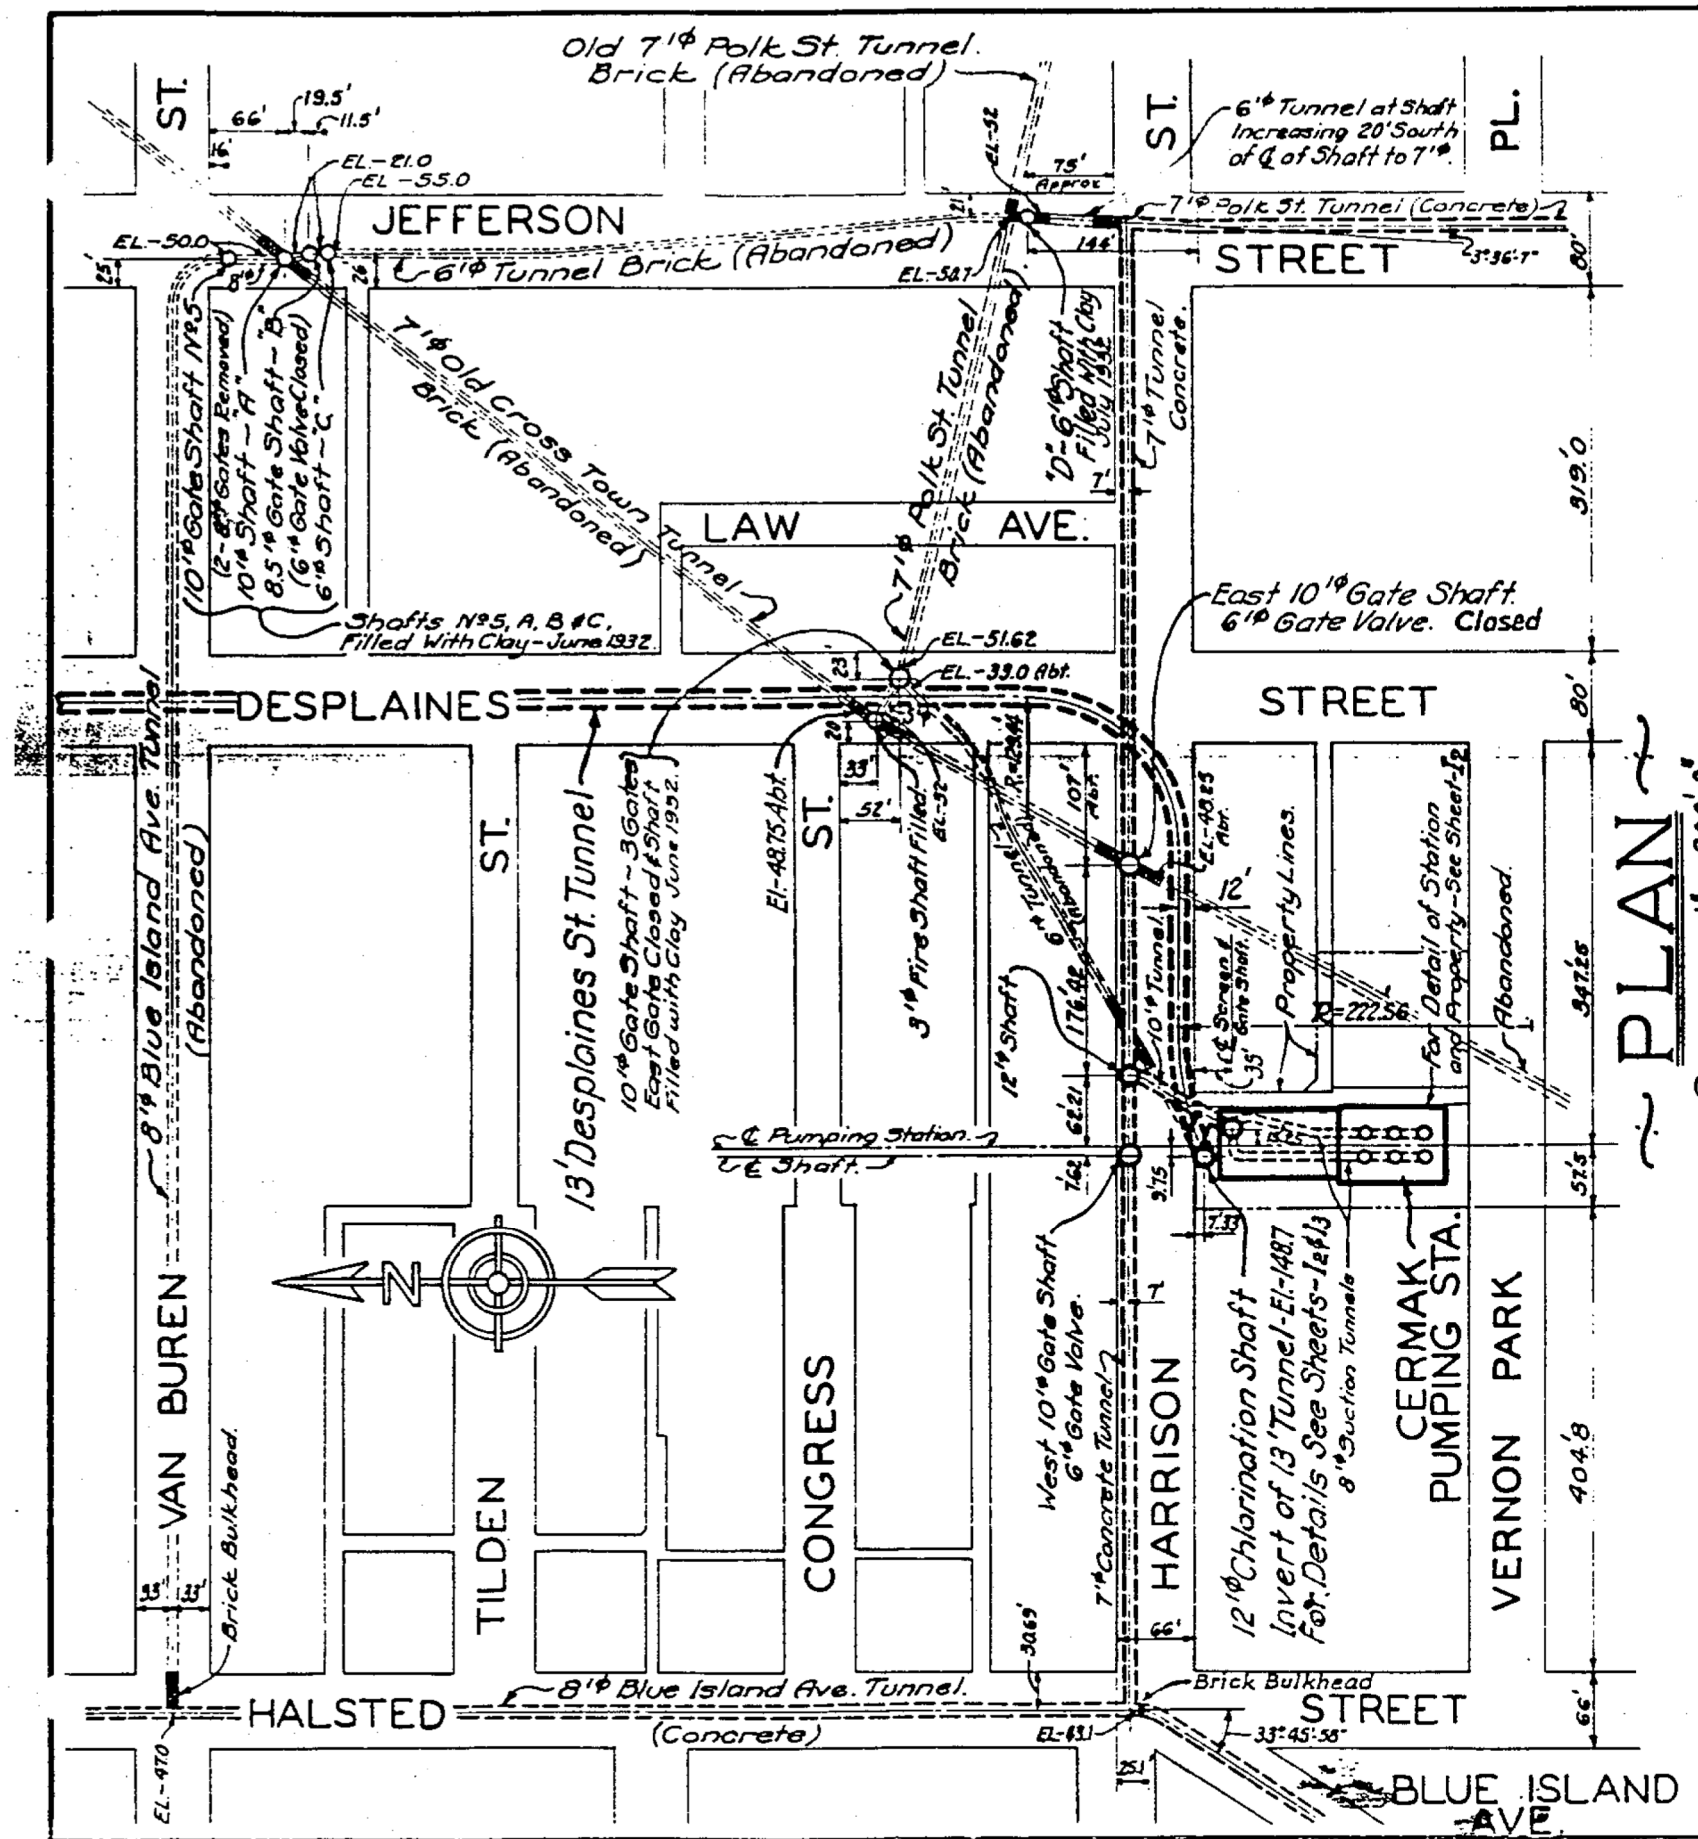 Old 7'φ Polk St. Tunnel.
Brick (Abandoned)
ST.
66'
19.5'
11.5'
EL-21.0
EL-55.0
EL-52
75'
Approx
ST.
6'φ Tunnel at Shaft
Increasing 20' South
of ℄ of Shaft to 7'φ.
PL.
JEFFERSON
EL-50.0
25'
8'φ
26'
6'φ Tunnel Brick (Abandoned)
21'
7'φ Polk St. Tunnel (Concrete)
144'
STREET
80'
10'φ Gate Shaft Nº5
10'φ Shaft-"A"
8.5'φ Gate Shaft-"B"
(6'φ Gate Valve Closed)
6'φ Shaft-"C"
Shafts Nº5, A, B & C,
Filled With Clay-June 1932.
7'φ Old Cross Town Tunnel
Brick (Abandoned)
7'φ Polk St. Tunnel
Brick (Abandoned)
"D"-6'φ Shaft
Filled With Clay
July 1932
7'φ Tunnel
Concrete.
7'
319.0'
LAW AVE.
East 10'φ Gate Shaft.
6'φ Gate Valve. Closed
EL-51.62
EL-39.0 Abt.
23'
DESPLAINES
STREET
80'
20'
33'
52'
El-48.75 Abt.
EL-52
107'
Abt.
EL-48.25
Abt.
12'
8'φ Blue Island Ave. Tunnel
(Abandoned)
13' Desplaines St. Tunnel
10'φ Gate Shaft-3 Gates
East Gate Closed & Shaft
Filled with Clay June 1932.
ST.
ST.
3'φ Fire Shaft Filled
6'φ Tunnel (Abandoned)
12'φ Shaft
176.42'
10'φ Tunnel
℄ Screen &
Gate Shaft.
35'
Property Lines.
R=222.56
For Detail of Station
and Property-See Sheet-12
Abandoned.
347.25'
~ PLAN ~
62.21'
℄ Pumping Station.
℄ Shaft.
7.62'
9.75'
7.33'
57.5'
N
West 10'φ Gate Shaft
6'φ Gate Valve.
7'
7'φ Concrete Tunnel
12'φ Chlorination Shaft
Invert of 13' Tunnel-El-148.7
For Details See Sheets-12&13
8'φ Suction Tunnels
CERMAK
PUMPING STA.
404.8'
VAN BUREN
TILDEN
CONGRESS
HARRISON
VERNON PARK
33'
33'
Brick Bulkhead.
30.69'
66'
HALSTED
8'φ Blue Island Ave. Tunnel.
(Concrete)
Brick Bulkhead
STREET
66'
EL-47.0
EL-43.1
25.1
33°-45'-58"
BLUE ISLAND
AVE.